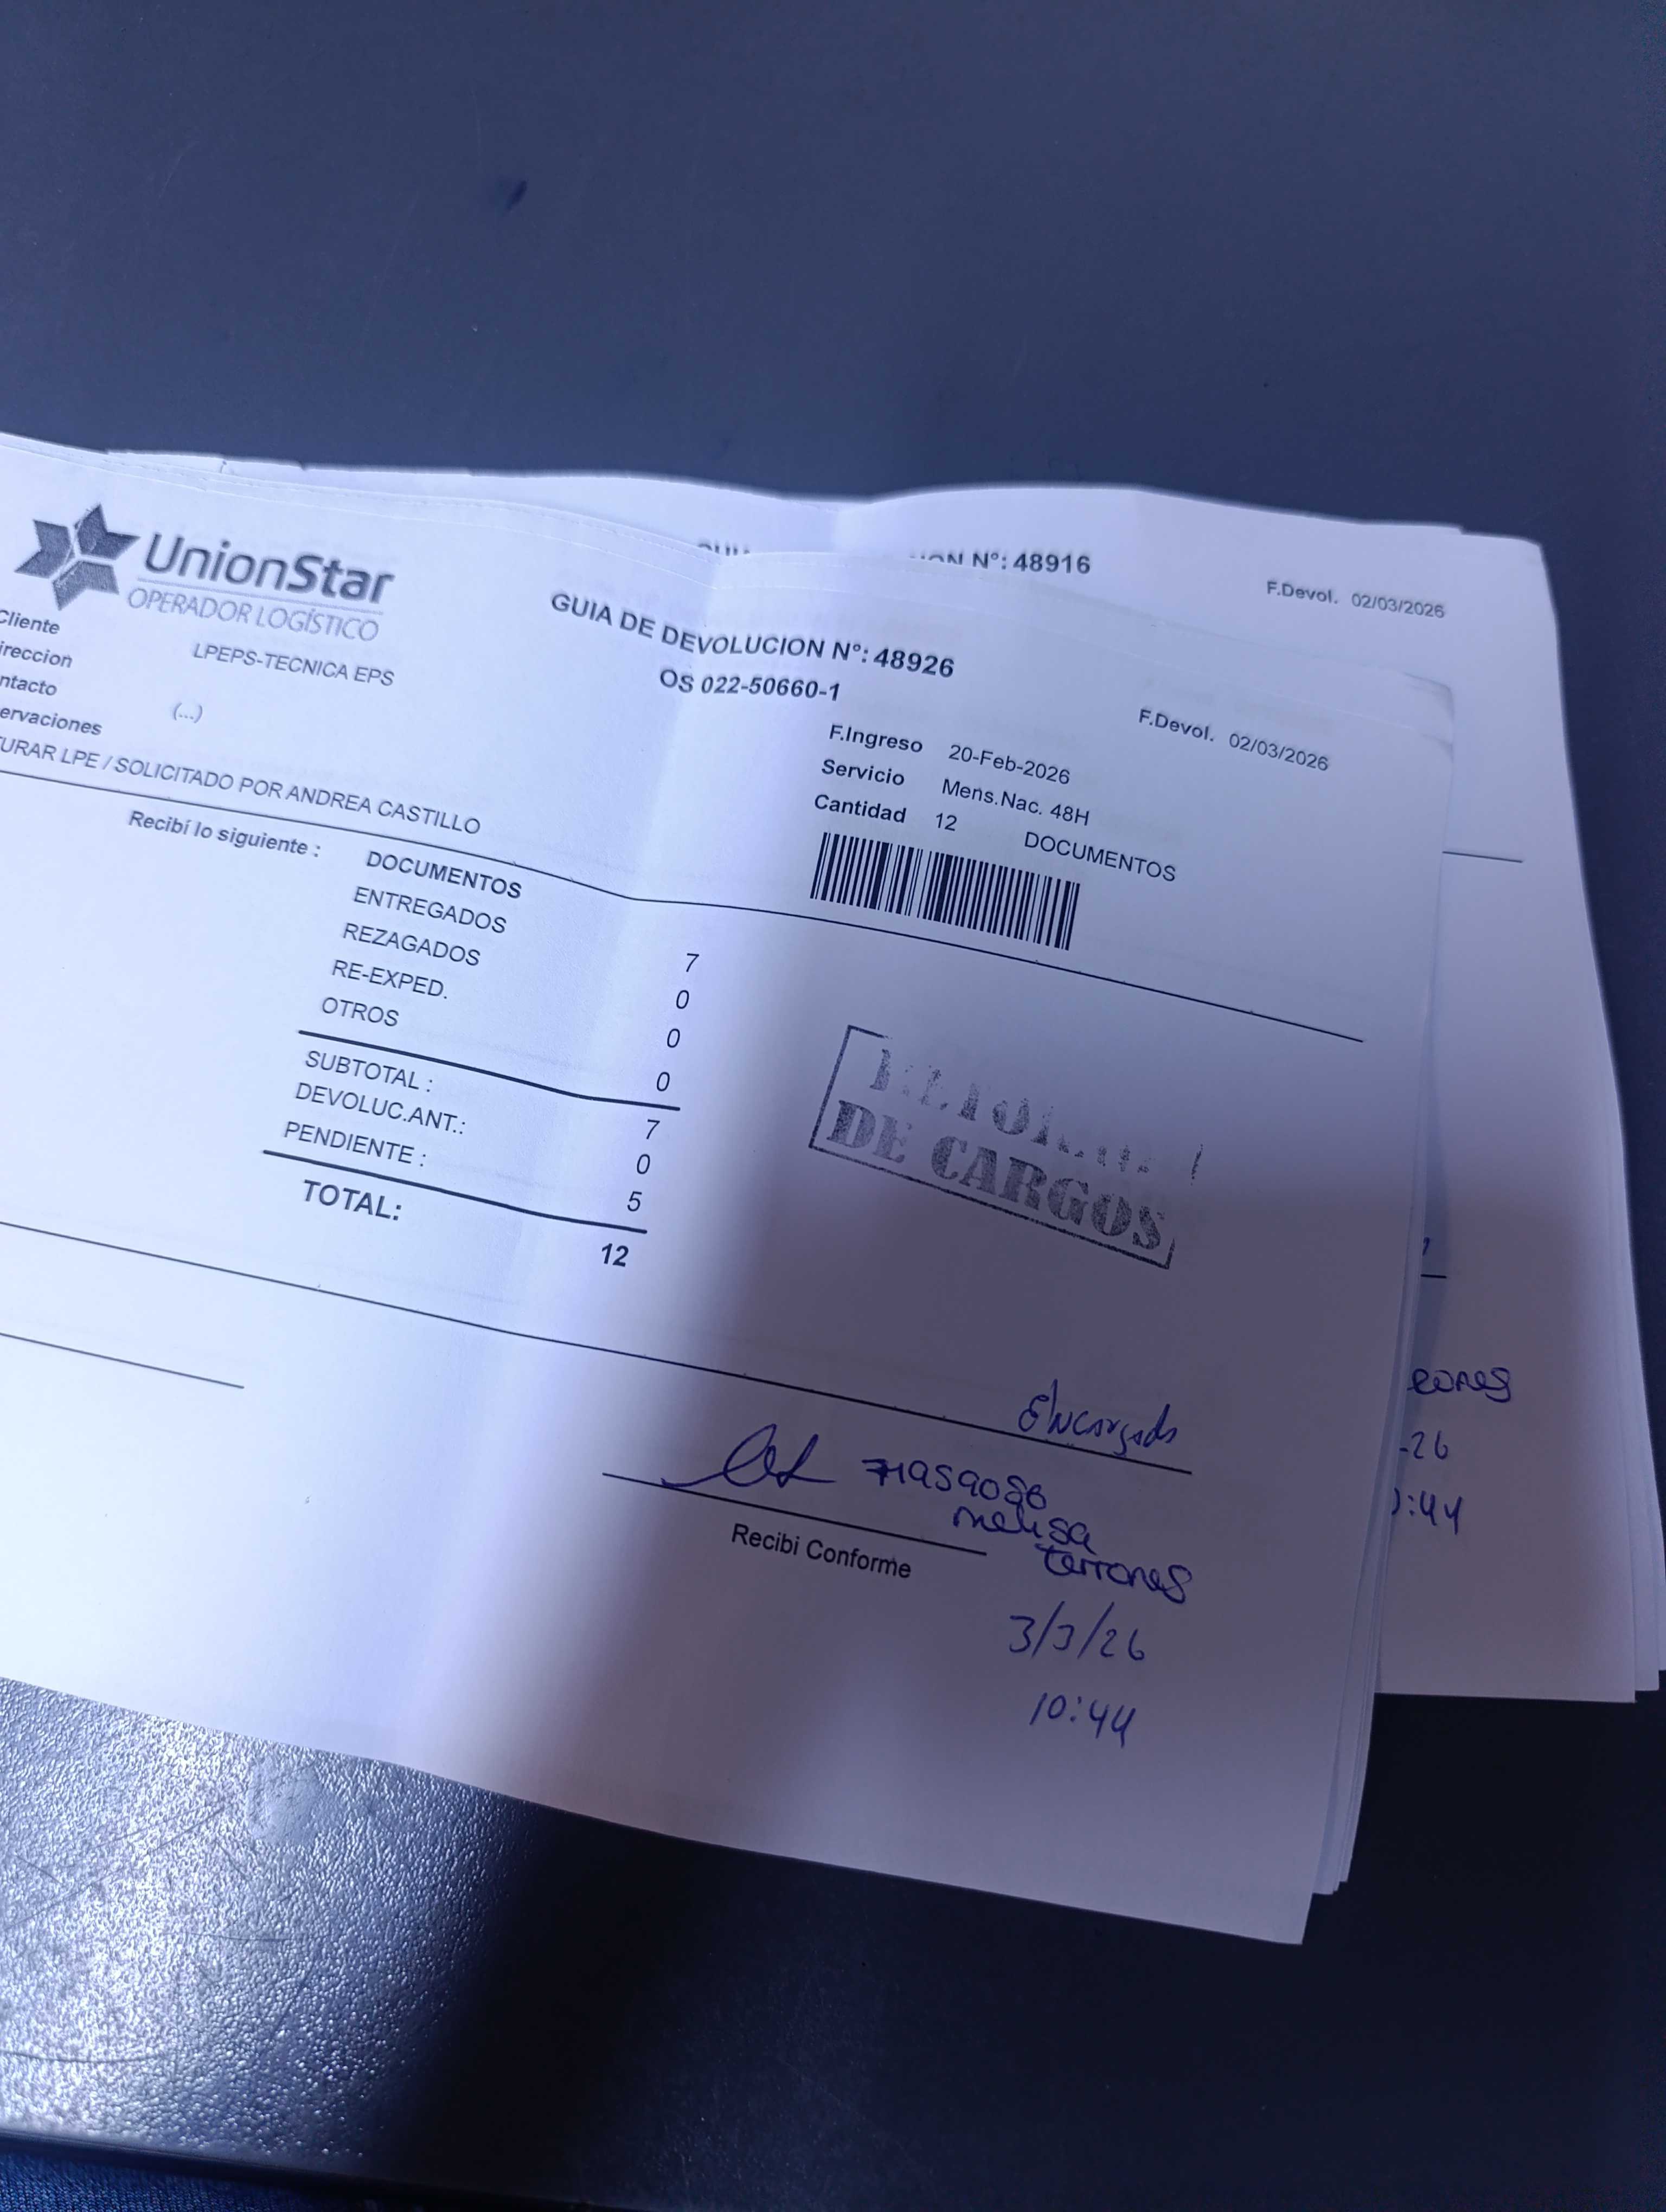 ION N°: 48916
F.Devol. 02/03/2026
UnionStar
OPERADOR LOGÍSTICO
GUIA DE DEVOLUCION N°: 48926
OS 022-50660-1
F.Devol. 02/03/2026
Cliente
LPEPS-TECNICA EPS
ireccion
ntacto
(...)
ervaciones
URAR LPE / SOLICITADO POR ANDREA CASTILLO
F.Ingreso 20-Feb-2026
Servicio Mens.Nac. 48H
Cantidad 12 DOCUMENTOS
Recibí lo siguiente :
DOCUMENTOS
ENTREGADOS 7
REZAGADOS 0
RE-EXPED. 0
OTROS 0
SUBTOTAL : 7
DEVOLUC.ANT.: 0
PENDIENTE : 5
TOTAL: 12
DE CARGOS
Encargado
melisa
terrones
Recibi Conforme
3/3/26
10:44
rones
-26
:44